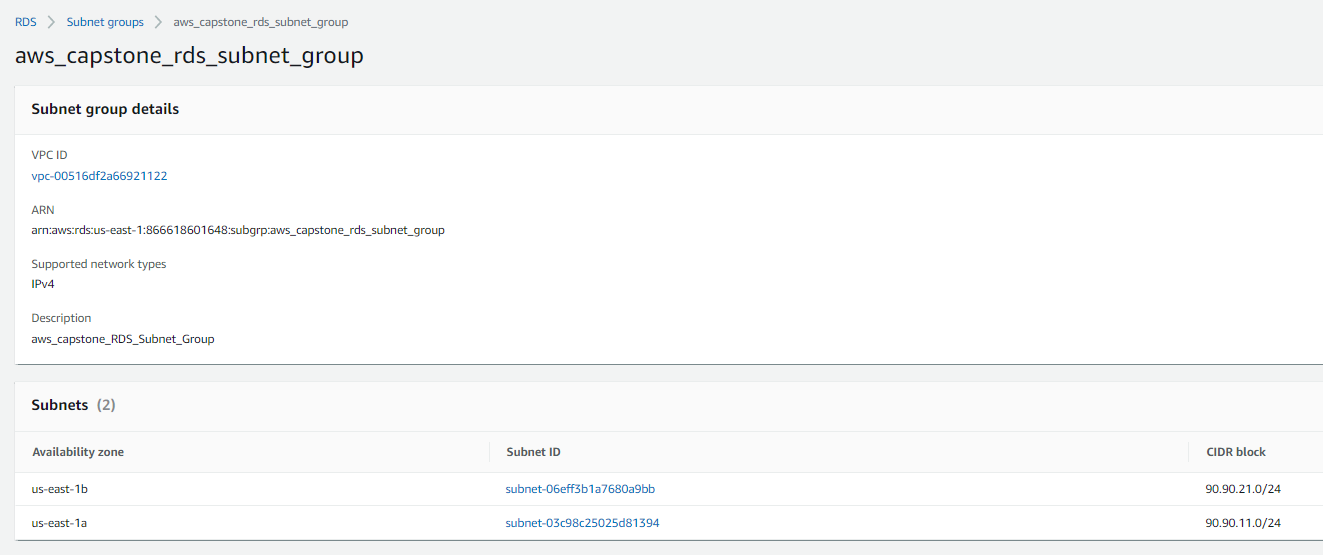 RDS > Subnet groups > aws_capstone_rds_subnet_group
aws_capstone_rds_subnet_group
Subnet group details
VPC ID
vpc-00516df2a66921122
ARN
arn:aws:rds:us-east-1:866618601648:subgrp:aws_capstone_rds_subnet_group
Supported network types
IPv4
Description
aws_capstone_RDS_Subnet_Group
Subnets (2)
Availability zone Subnet ID CIDR block
us-east-1b subnet-06eff3b1a7680a9bb 90.90.21.0/24
us-east-1a subnet-03c98c25025d81394 90.90.11.0/24